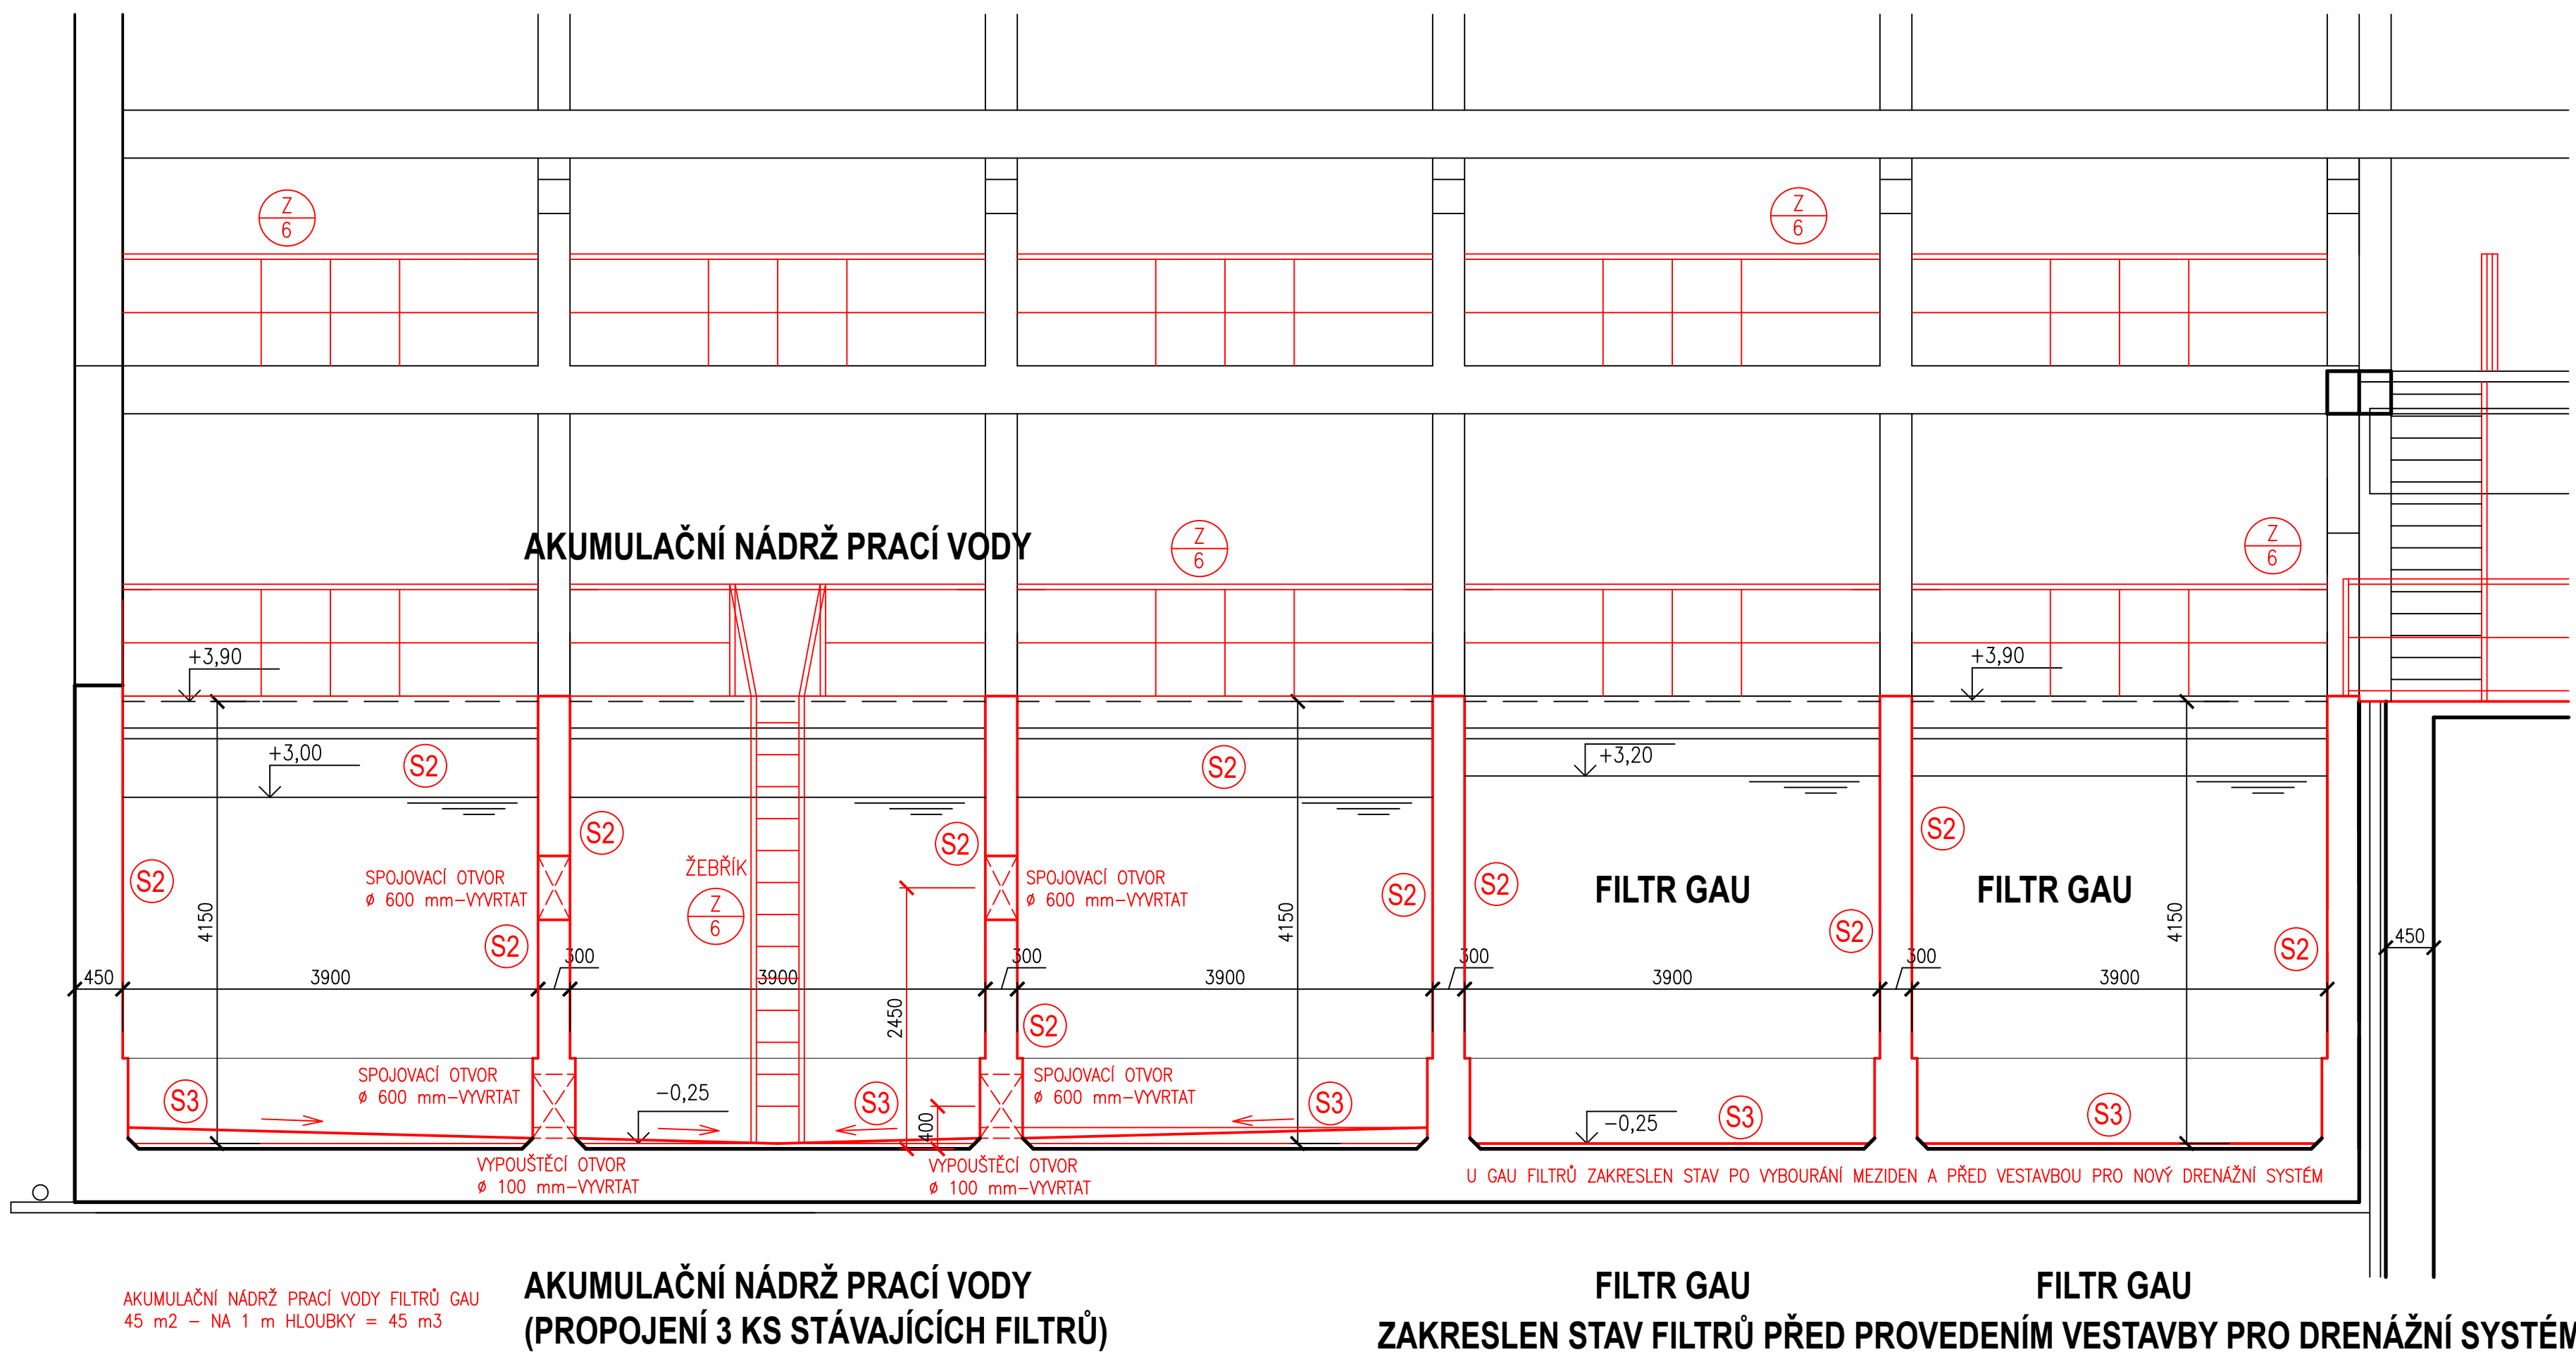 Z
6
Z
6
AKUMULAČNÍ NÁDRŽ PRACÍ VODY
Z
6
Z
6
+3,90
+3,90
+3,00
S2
S2
+3,20
S2
S2
S2
S2
SPOJOVACÍ OTVOR
ø 600 mm-VYVRTAT
ŽEBŘÍK
Z
6
SPOJOVACÍ OTVOR
ø 600 mm-VYVRTAT
S2
S2
FILTR GAU
FILTR GAU
4150
S2
4150
S2
4150
S2
450
3900
300
3900
300
3900
300
3900
300
3900
450
2450
S2
SPOJOVACÍ OTVOR
ø 600 mm-VYVRTAT
S3
-0,25
S3
400
SPOJOVACÍ OTVOR
ø 600 mm-VYVRTAT
S3
-0,25
S3
S3
VYPOUŠTĚCÍ OTVOR
ø 100 mm-VYVRTAT
VYPOUŠTĚCÍ OTVOR
ø 100 mm-VYVRTAT
U GAU FILTRŮ ZAKRESLEN STAV PO VYBOURÁNÍ MEZIDEN A PŘED VESTAVBOU PRO NOVÝ DRENÁŽNÍ SYSTÉM
AKUMULAČNÍ NÁDRŽ PRACÍ VODY FILTRŮ GAU
45 m2 - NA 1 m HLOUBKY = 45 m3
AKUMULAČNÍ NÁDRŽ PRACÍ VODY
(PROPOJENÍ 3 KS STÁVAJÍCÍCH FILTRŮ)
FILTR GAU
FILTR GAU
ZAKRESLEN STAV FILTRŮ PŘED PROVEDENÍM VESTAVBY PRO DRENÁŽNÍ SYSTÉM